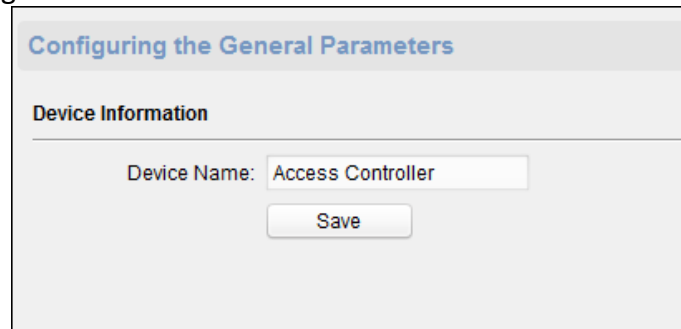 Configuring the General Parameters
Device Information
Device Name: Access Controller
Save